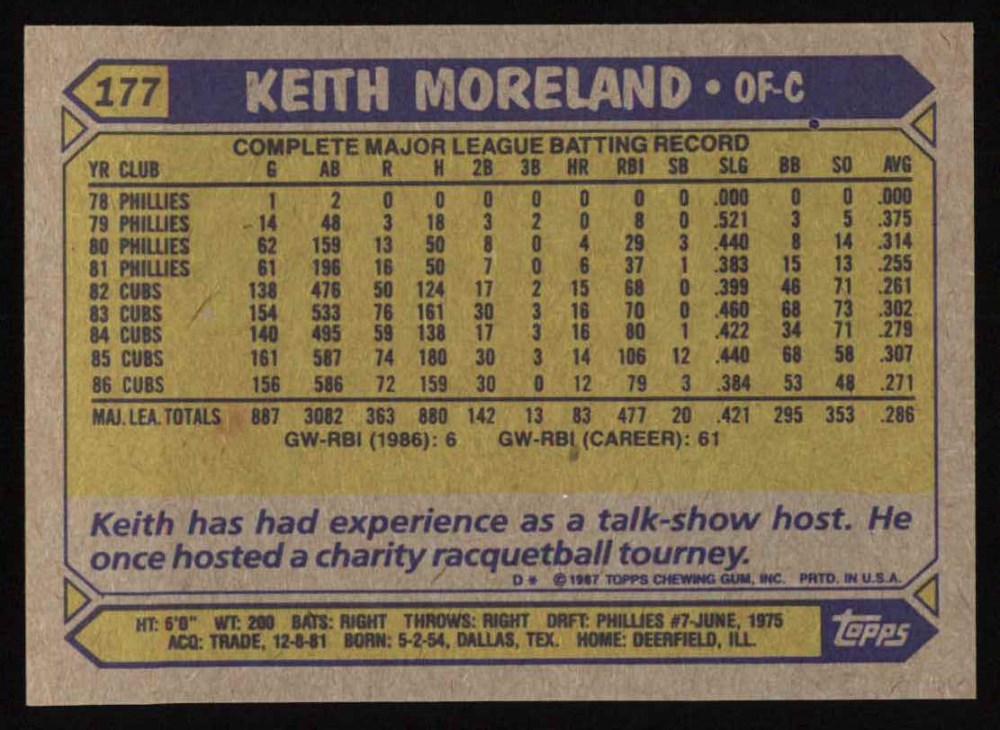 177 KEITH MORELAND • OF-C
COMPLETE MAJOR LEAGUE BATTING RECORD
YR CLUB G AB R H 2B 3B HR RBI SB SLG BB SO AVG
78 PHILLIES 1 2 0 0 0 0 0 0 0 .000 0 0 .000
79 PHILLIES 14 48 3 18 3 2 0 8 0 .521 3 5 .375
80 PHILLIES 62 159 13 50 8 0 4 29 3 .440 8 14 .314
81 PHILLIES 61 196 16 50 7 0 6 37 1 .383 15 13 .255
82 CUBS 138 476 50 124 17 2 15 68 0 .399 46 71 .261
83 CUBS 154 533 76 161 30 3 16 70 0 .460 68 73 .302
84 CUBS 140 495 59 138 17 3 16 80 1 .422 34 71 .279
85 CUBS 161 587 74 180 30 3 14 106 12 .440 68 58 .307
86 CUBS 156 586 72 159 30 0 12 79 3 .384 53 48 .271
MAJ. LEA. TOTALS 887 3082 363 880 142 13 83 477 20 .421 295 353 .286
GW-RBI (1986): 6 GW-RBI (CAREER): 61
Keith has had experience as a talk-show host. He
once hosted a charity racquetball tourney.
D* © 1987 TOPPS CHEWING GUM, INC. PRTD. IN U.S.A.
HT: 6'0" WT: 200 BATS: RIGHT THROWS: RIGHT DRFT: PHILLIES #7-JUNE, 1975
ACQ: TRADE, 12-8-81 BORN: 5-2-54, DALLAS, TEX. HOME: DEERFIELD, ILL.
Topps